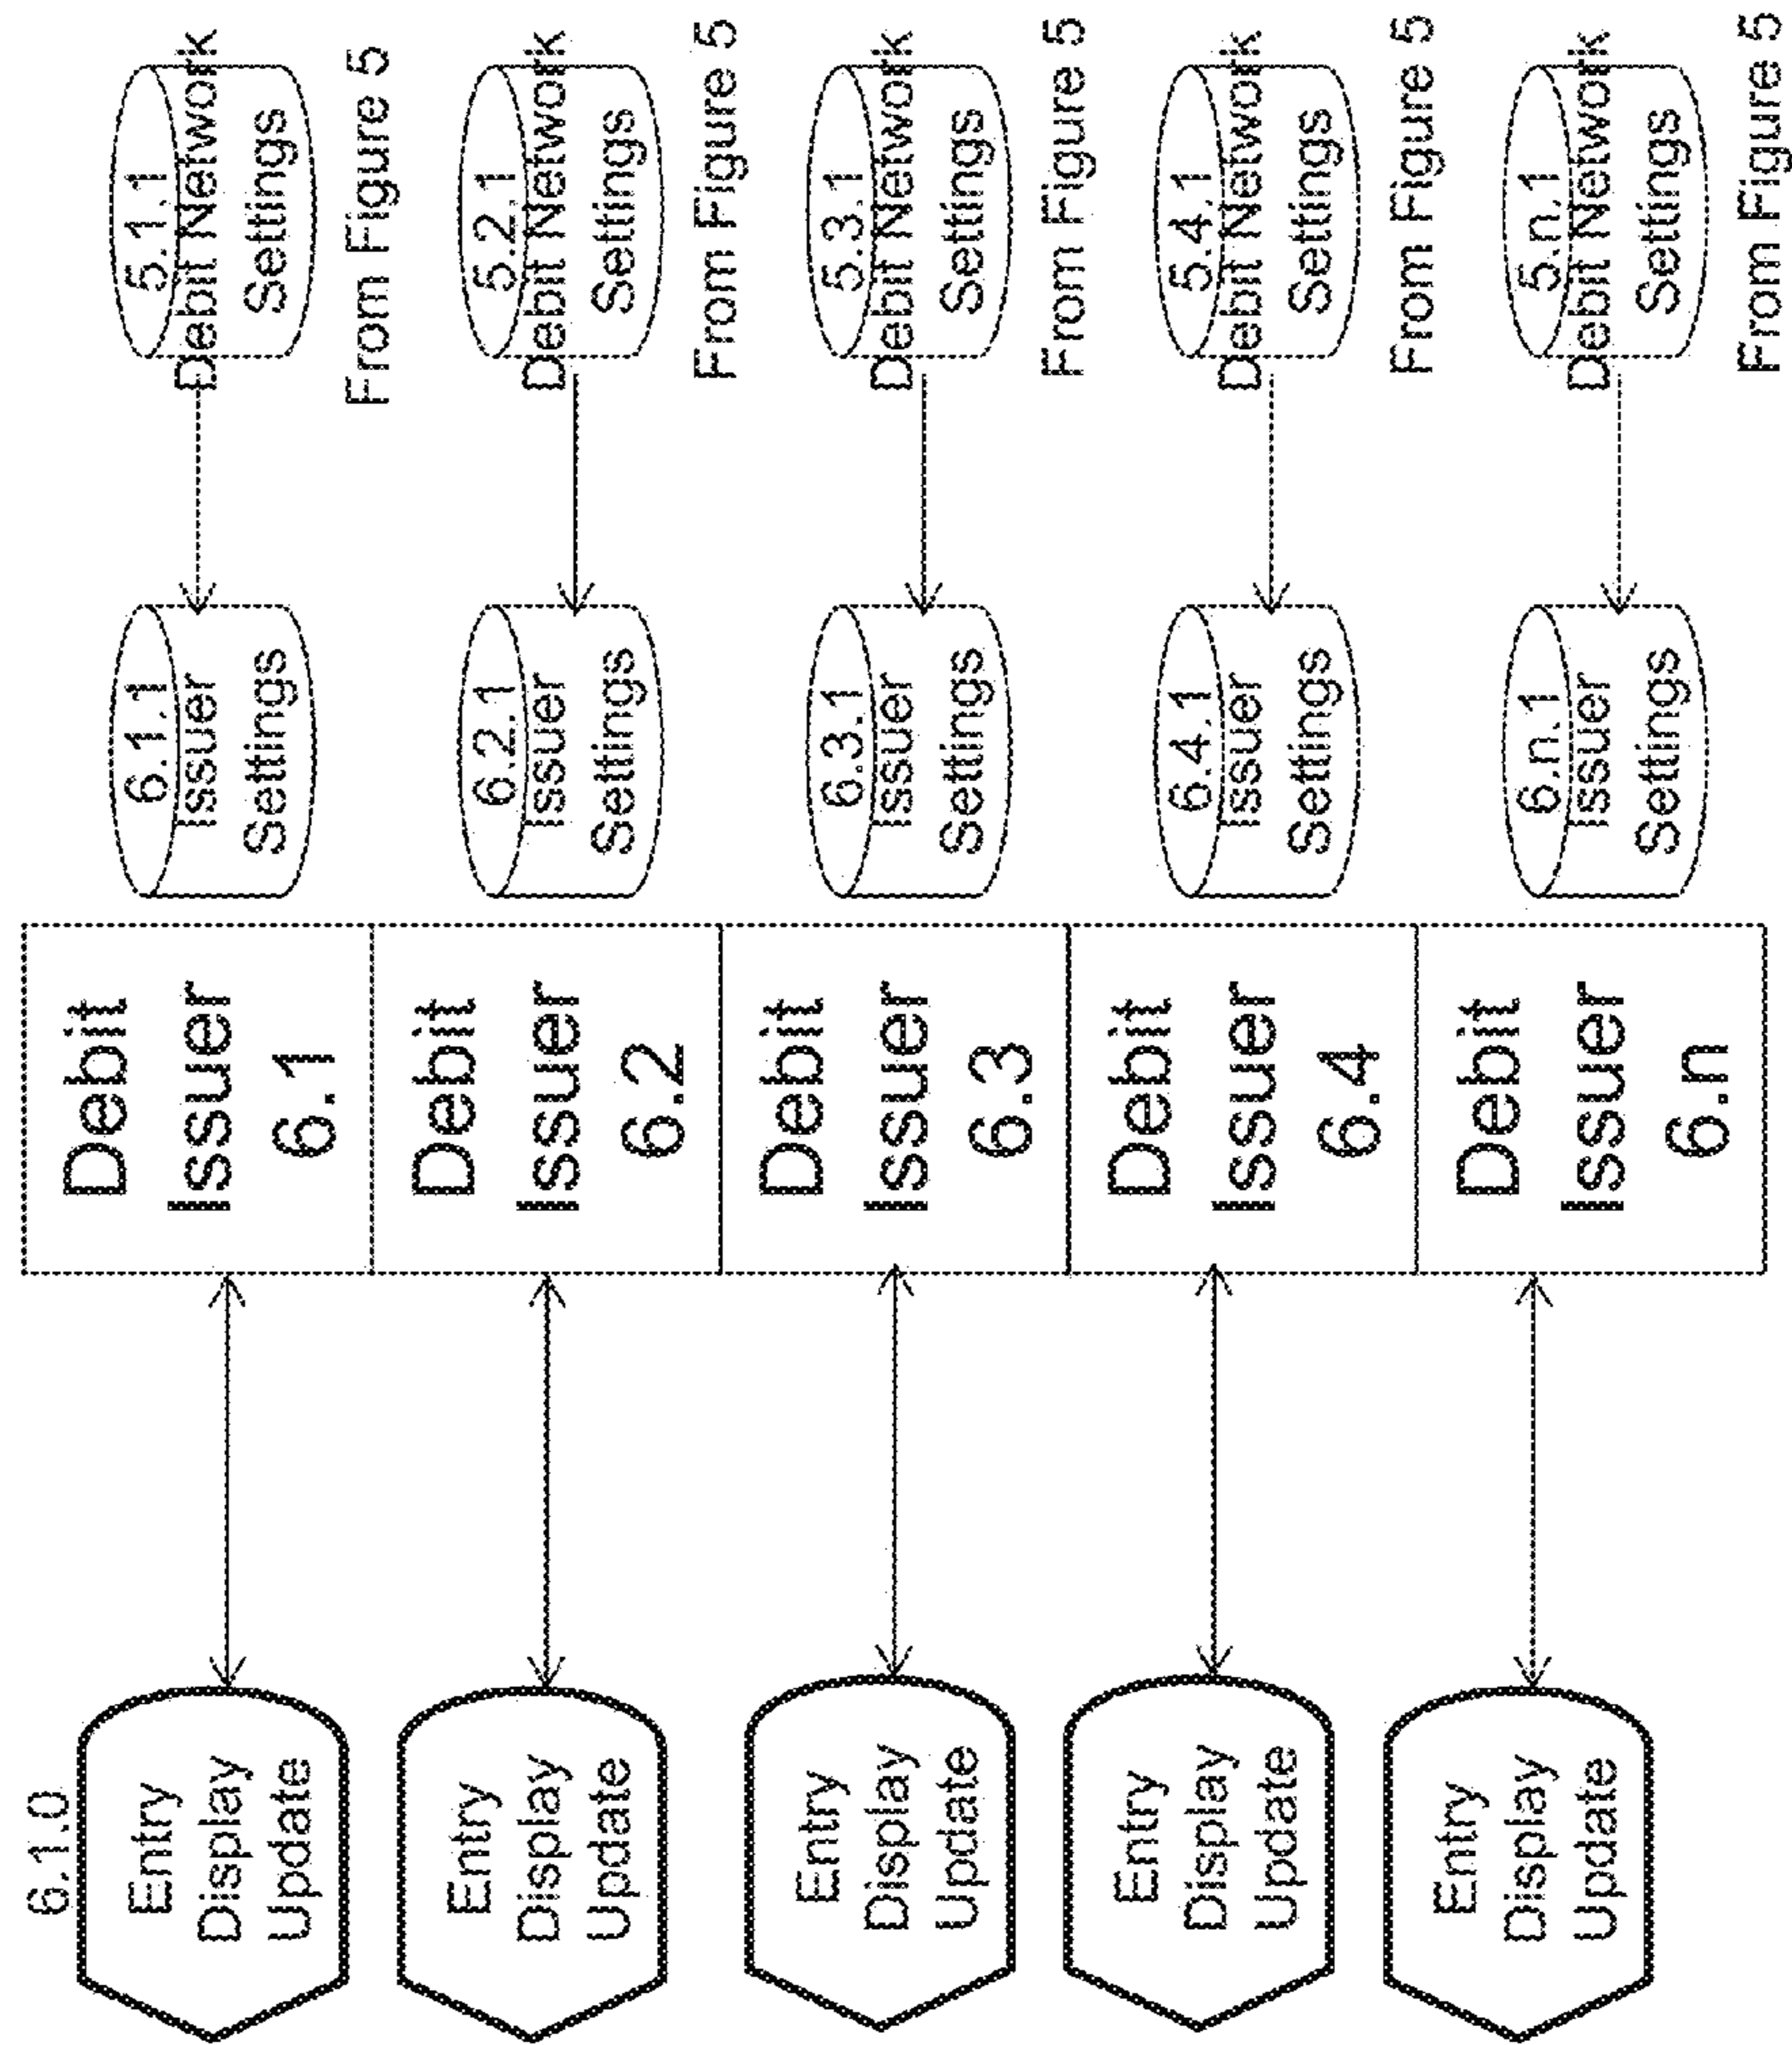 6.1.0
Entry
Display
Update
Debit
Issuer
6.1
6.1.1
Issuer
Settings
5.1.1
Debit Network
Settings
From Figure 5
Entry
Display
Update
Debit
Issuer
6.2
6.2.1
Issuer
Settings
5.2.1
Debit Network
Settings
From Figure 5
Entry
Display
Update
Debit
Issuer
6.3
6.3.1
Issuer
Settings
5.3.1
Debit Network
Settings
From Figure 5
Entry
Display
Update
Debit
Issuer
6.4
6.4.1
Issuer
Settings
5.4.1
Debit Network
Settings
From Figure 5
Entry
Display
Update
Debit
Issuer
6.n
6.n.1
Issuer
Settings
5.n.1
Debit Network
Settings
From Figure 5